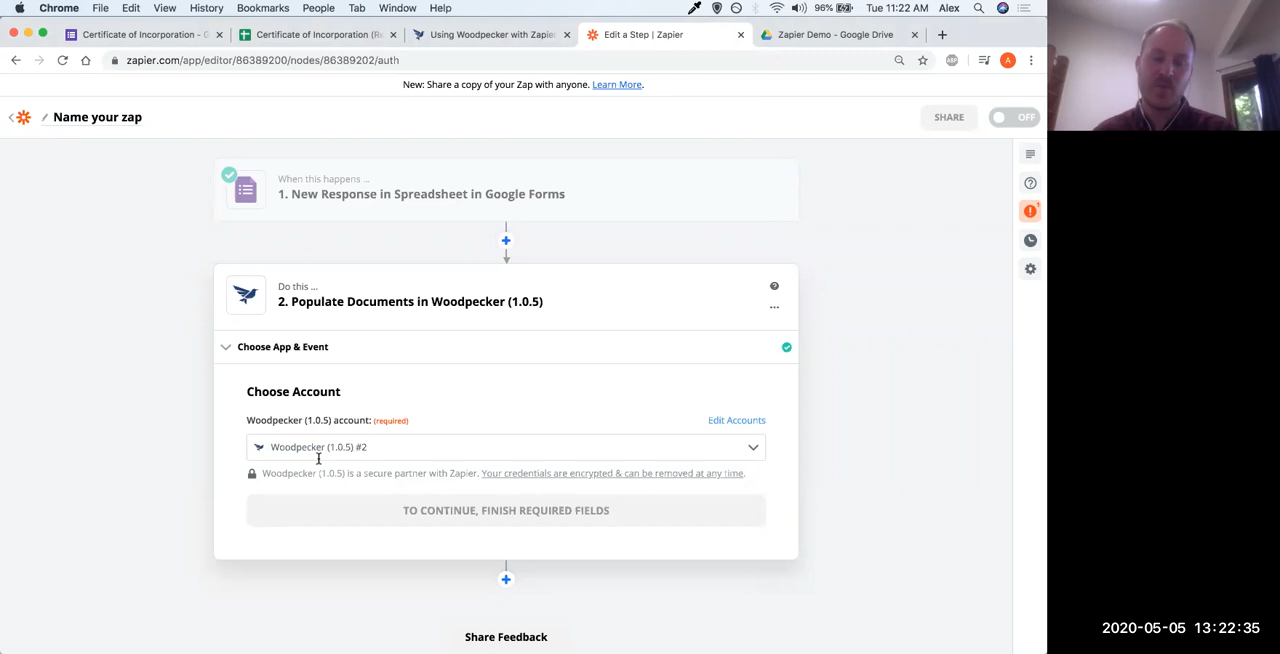 Chrome File Edit View History Bookmarks People Tab Window Help 96% Tue 11:22 AM Alex
Certificate of Incorporation - G Certificate of Incorporation (Re Using Woodpecker with Zapier Edit a Step | Zapier Zapier Demo - Google Drive
zapier.com/app/editor/86389200/nodes/86389202/auth ABP A
New: Share a copy of your Zap with anyone. Learn More.
Name your zap SHARE OFF
When this happens ...
1. New Response in Spreadsheet in Google Forms
Do this ...
2. Populate Documents in Woodpecker (1.0.5)
Choose App & Event
Choose Account
Woodpecker (1.0.5) account: (required) Edit Accounts
Woodpecker (1.0.5) #2
Woodpecker (1.0.5) is a secure partner with Zapier. Your credentials are encrypted & can be removed at any time.
TO CONTINUE, FINISH REQUIRED FIELDS
Share Feedback
2020-05-05 13:22:35